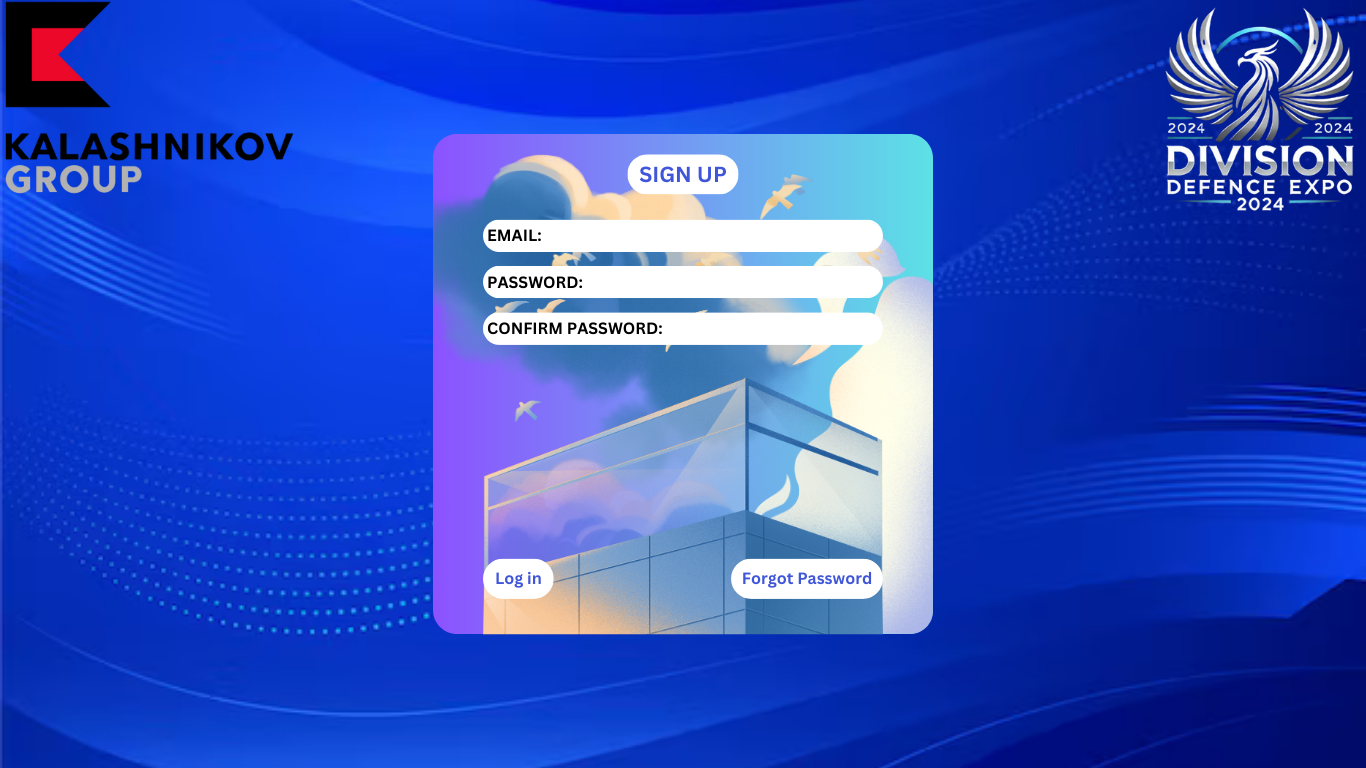 KALASHNIKOV
GROUP
2024 2024
DIVISION
DEFENCE EXPO
2024
SIGN UP
EMAIL:
PASSWORD:
CONFIRM PASSWORD:
Log in
Forgot Password